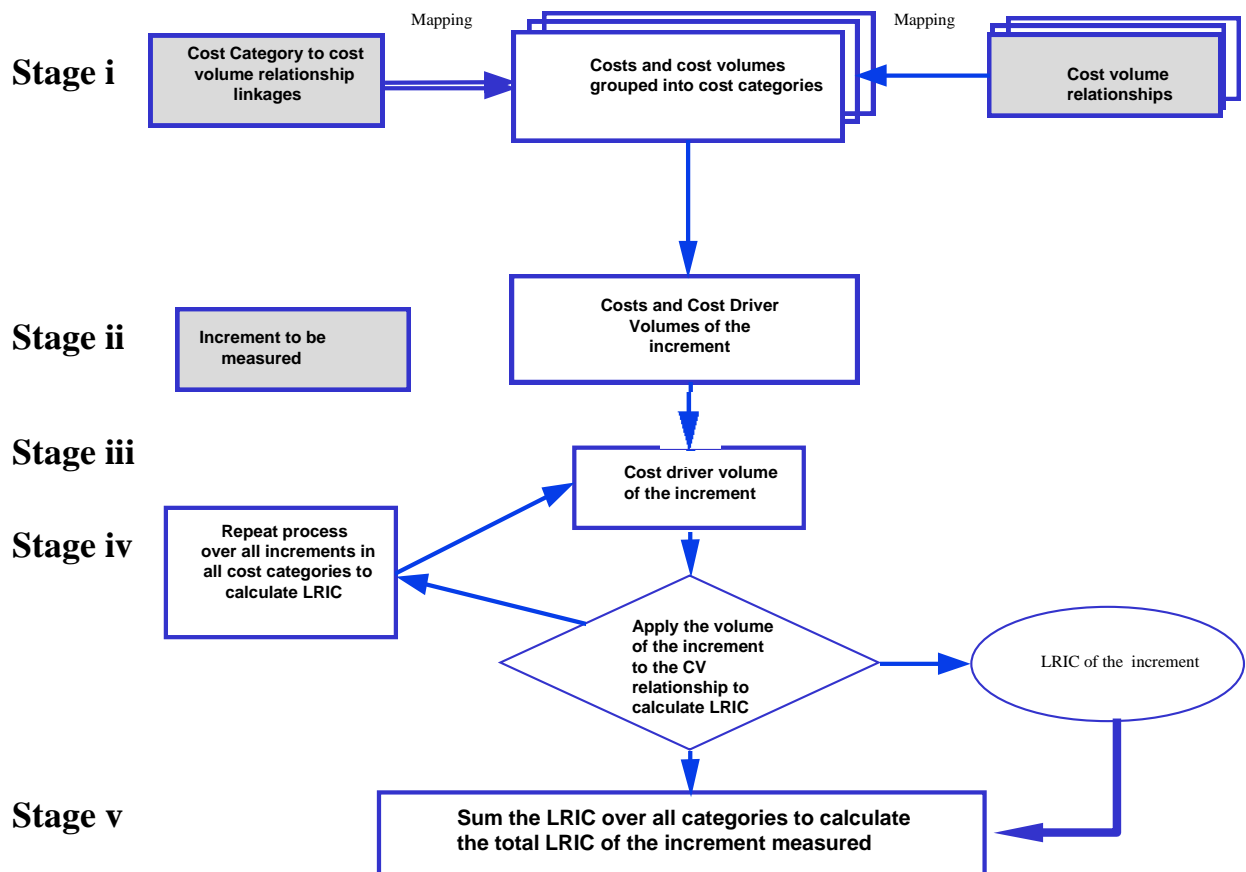 Mapping
Mapping
Stage i
Cost Category to cost
volume relationship
linkages
Costs and cost volumes
grouped into cost categories
Cost volume
relationships
Stage ii
Increment to be
measured
Costs and Cost Driver
Volumes of the
increment
Stage iii
Cost driver volume
of the increment
Stage iv
Repeat process
over all increments in
all cost categories to
calculate LRIC
Apply the volume
of the increment
to the CV
relationship to
calculate LRIC
LRIC of the increment
Stage v
Sum the LRIC over all categories to calculate
the total LRIC of the increment measured